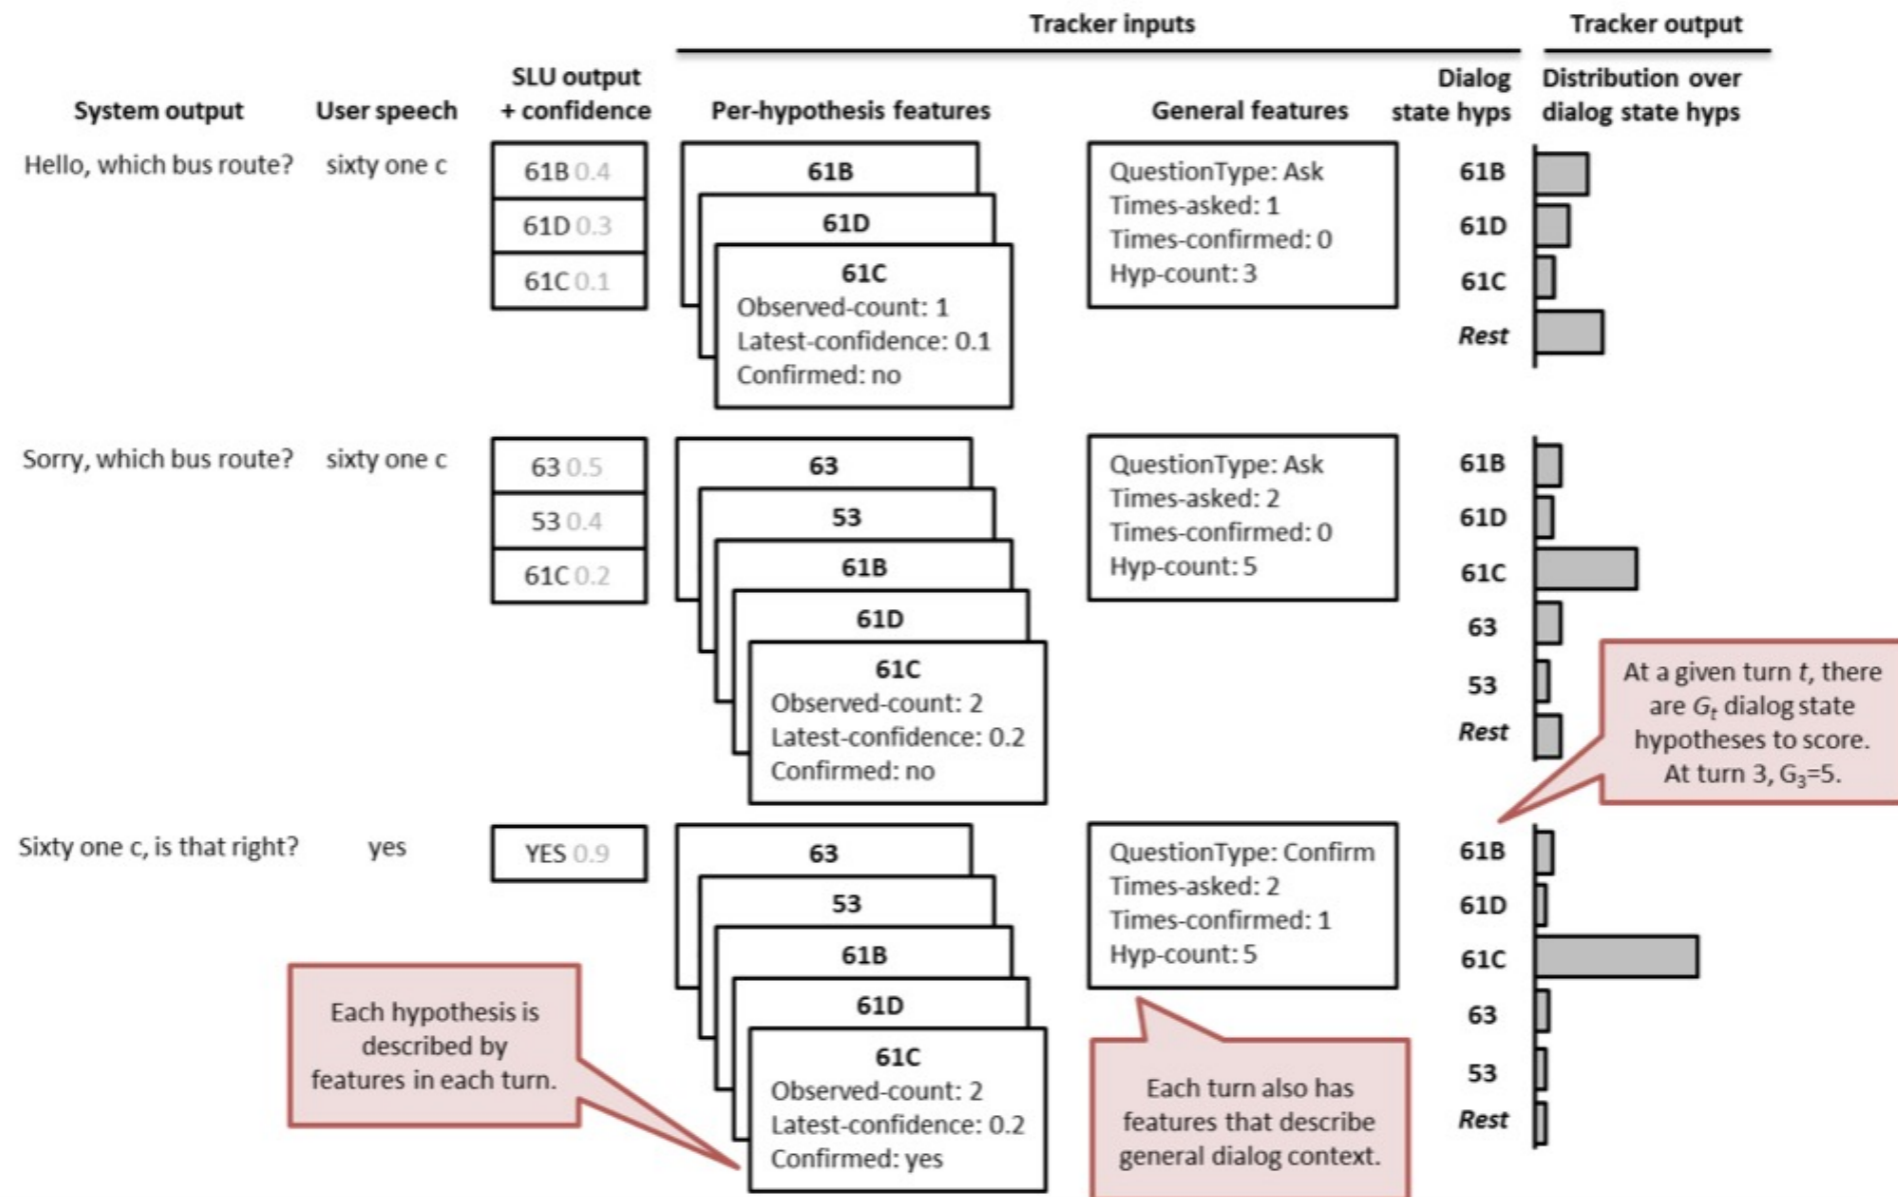 Tracker inputs
Tracker output
System output
User speech
SLU output
+ confidence
Per-hypothesis features
General features
Dialog
state hyps
Distribution over
dialog state hyps
Hello, which bus route?
sixty one c
61B 0.4
61D 0.3
61C 0.1
61B
61D
61C
Observed-count: 1
Latest-confidence: 0.1
Confirmed: no
QuestionType: Ask
Times-asked: 1
Times-confirmed: 0
Hyp-count: 3
61B
61D
61C
Rest
Sorry, which bus route?
sixty one c
63 0.5
53 0.4
61C 0.2
63
53
61B
61D
61C
Observed-count: 2
Latest-confidence: 0.2
Confirmed: no
QuestionType: Ask
Times-asked: 2
Times-confirmed: 0
Hyp-count: 5
61B
61D
61C
63
53
Rest
At a given turn t, there
are Gt dialog state
hypotheses to score.
At turn 3, G3=5.
Sixty one c, is that right?
yes
YES 0.9
63
53
61B
61D
61C
Observed-count: 2
Latest-confidence: 0.2
Confirmed: yes
QuestionType: Confirm
Times-asked: 2
Times-confirmed: 1
Hyp-count: 5
61B
61D
61C
63
53
Rest
Each hypothesis is
described by
features in each turn.
Each turn also has
features that describe
general dialog context.